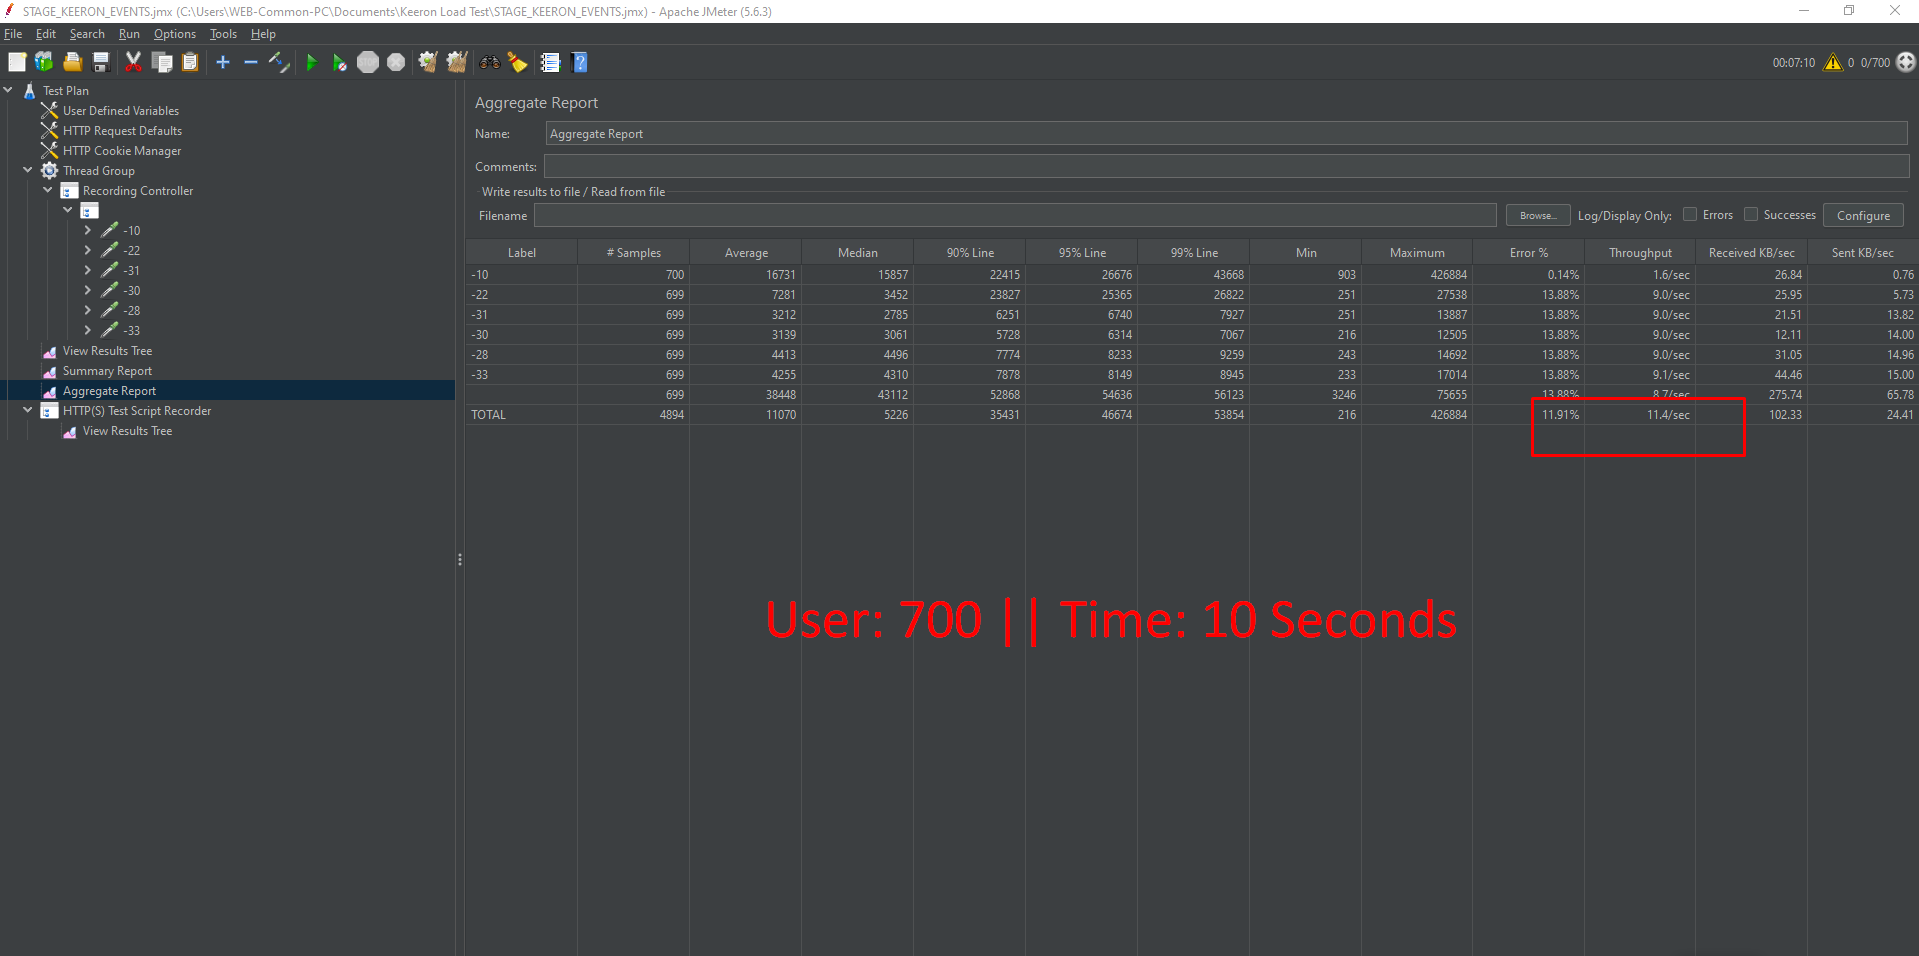 STAGE_KEERON_EVENTS.jmx (C:\Users\WEB-Common-PC\Documents\Keeron Load Test\STAGE_KEERON_EVENTS.jmx) - Apache JMeter (5.6.3)
File Edit Search Run Options Tools Help
00:07:10 0 0/700
Test Plan
User Defined Variables
HTTP Request Defaults
HTTP Cookie Manager
Thread Group
Recording Controller
-10
-22
-31
-30
-28
-33
View Results Tree
Summary Report
Aggregate Report
HTTP(S) Test Script Recorder
View Results Tree
Aggregate Report
Name: Aggregate Report
Comments:
Write results to file / Read from file
Filename Browse... Log/Display Only: Errors Successes Configure
Label # Samples Average Median 90% Line 95% Line 99% Line Min Maximum Error % Throughput Received KB/sec Sent KB/sec
-10 700 16731 15857 22415 26676 43668 903 426884 0.14% 1.6/sec 26.84 0.76
-22 699 7281 3452 23827 25365 26822 251 27538 13.88% 9.0/sec 25.95 5.73
-31 699 3212 2785 6251 6740 7927 251 13887 13.88% 9.0/sec 21.51 13.82
-30 699 3139 3061 5728 6314 7067 216 12505 13.88% 9.0/sec 12.11 14.00
-28 699 4413 4496 7774 8233 9259 243 14692 13.88% 9.0/sec 31.05 14.96
-33 699 4255 4310 7878 8149 8945 233 17014 13.88% 9.1/sec 44.46 15.00
699 38448 43112 52868 54636 56123 3246 75655 13.88% 8.7/sec 275.74 65.78
TOTAL 4894 11070 5226 35431 46674 53854 216 426884 11.91% 11.4/sec 102.33 24.41
User: 700 || Time: 10 Seconds